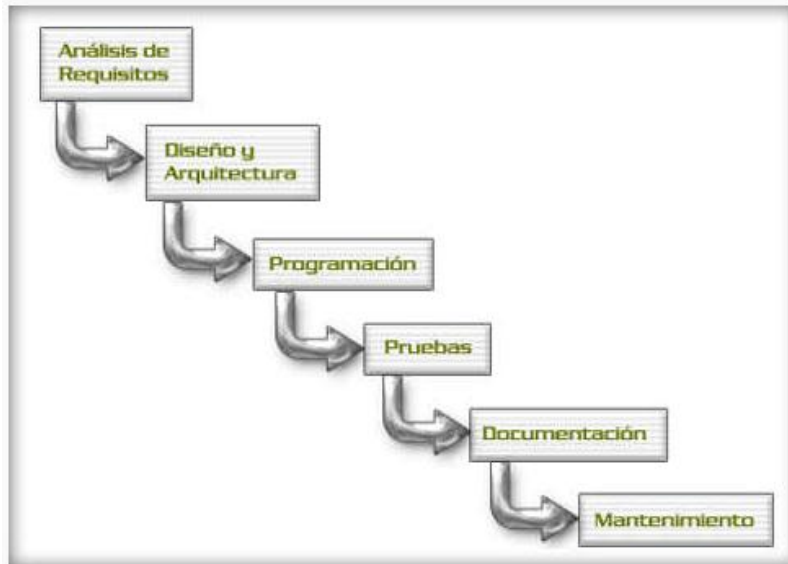 Análisis de
Requisitos
Diseño y
Arquitectura
Programación
Pruebas
Documentación
Mantenimiento